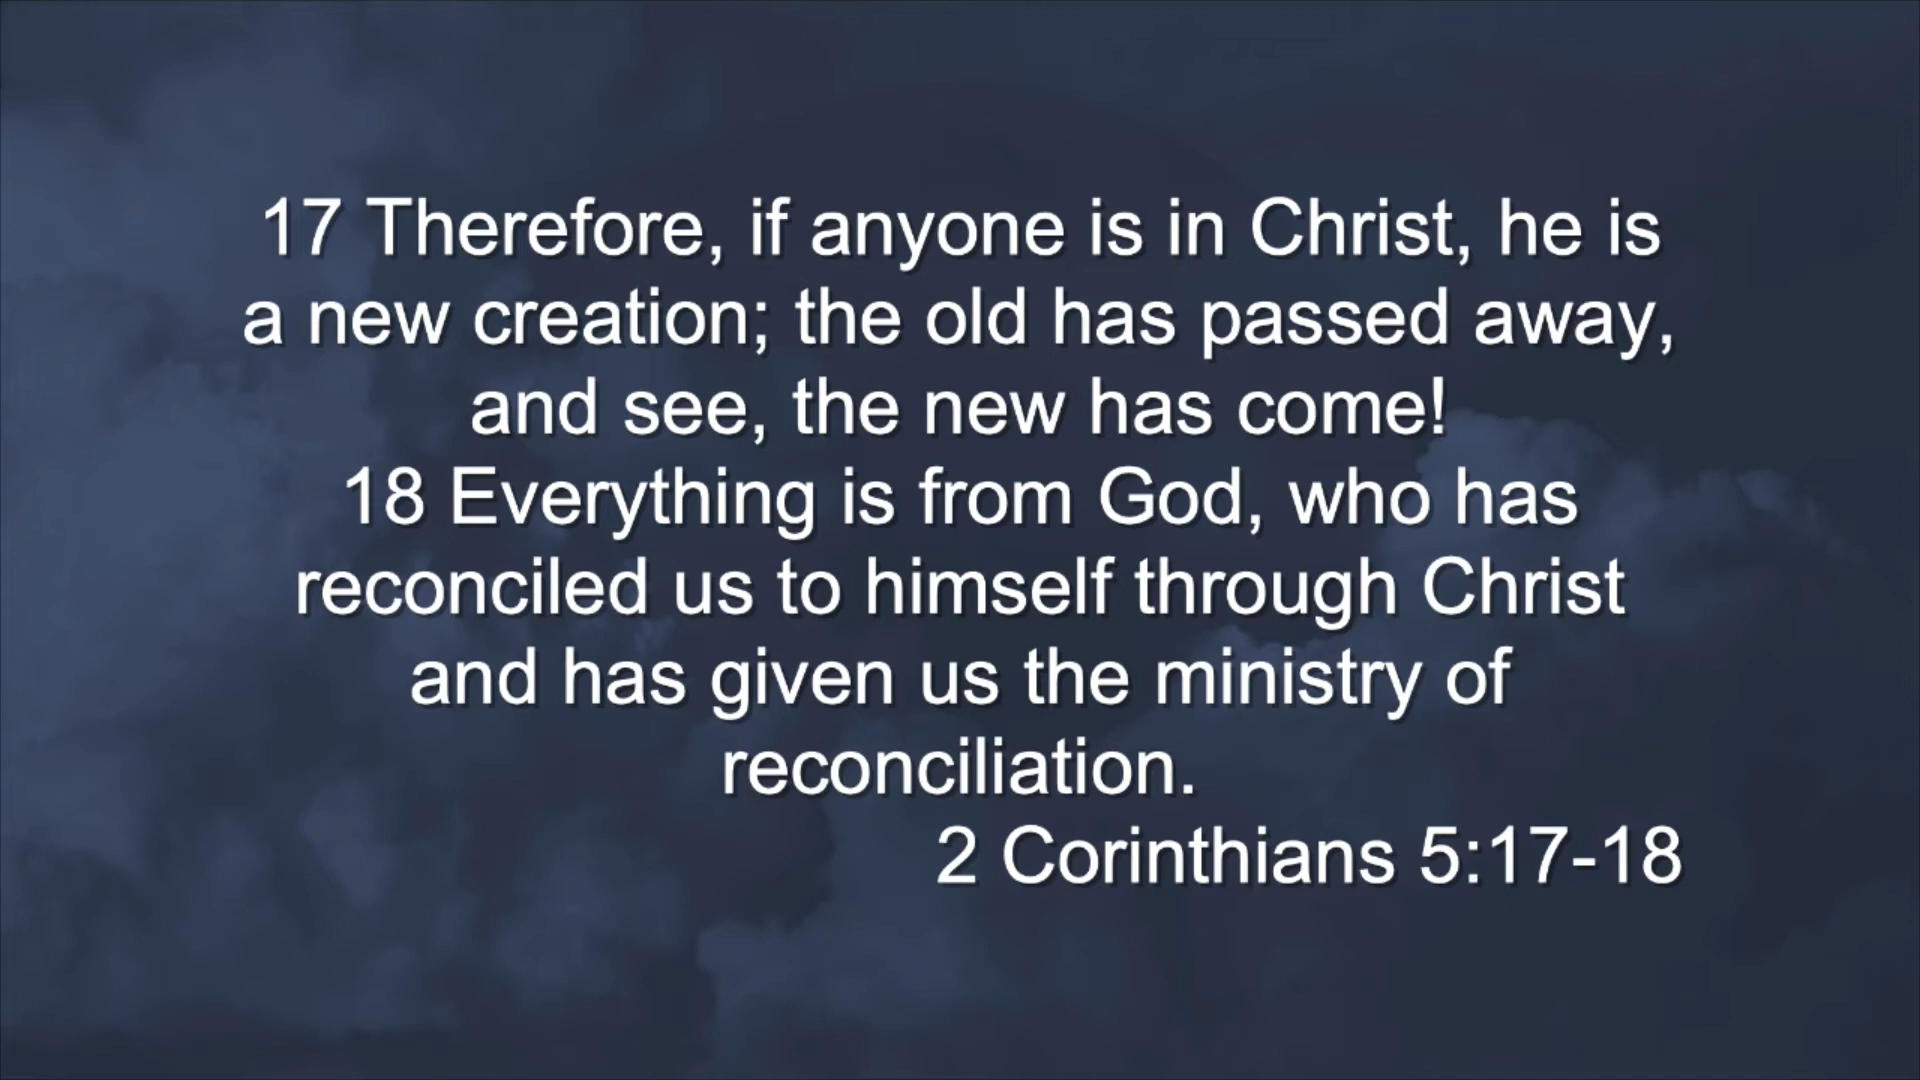 17 Therefore, if anyone is in Christ, he is
a new creation; the old has passed away,
and see, the new has come!
18 Everything is from God, who has
reconciled us to himself through Christ
and has given us the ministry of
reconciliation.
2 Corinthians 5:17-18